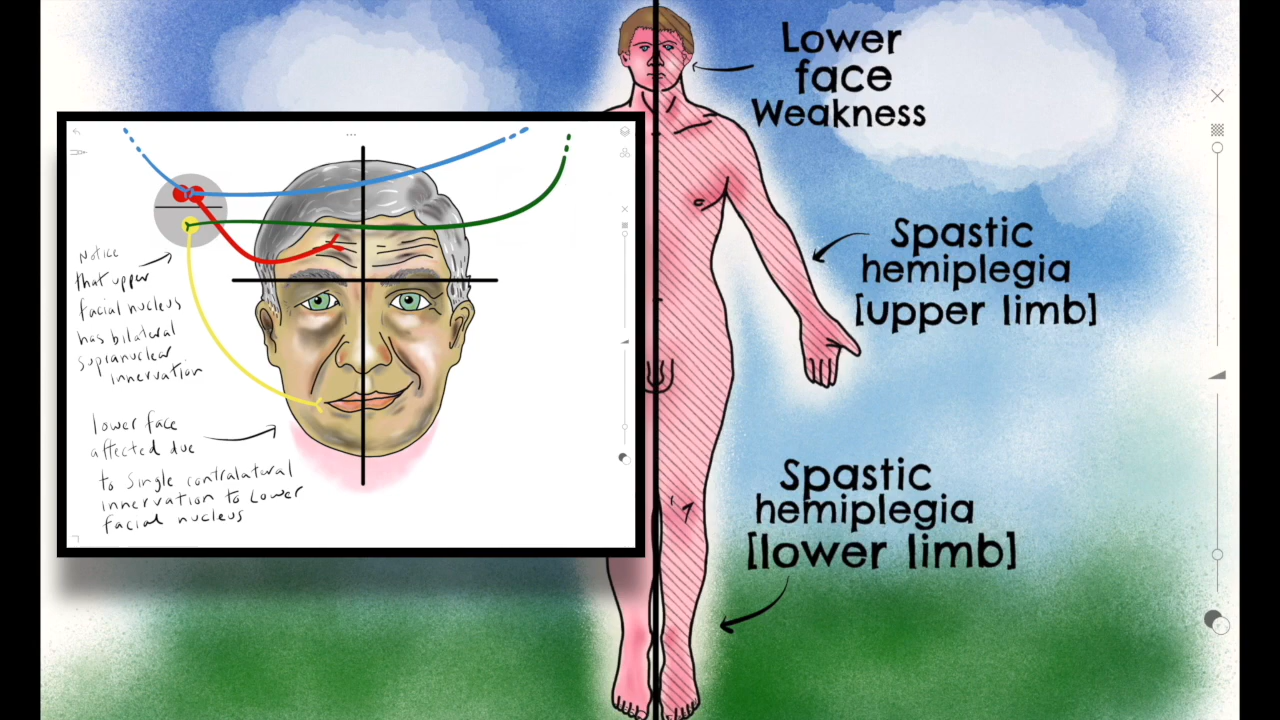 Notice
that upper
facial nucleus
has bilateral
supranuclear
innervation
lower face
affected due
to single contralateral
innervation to Lower
facial nucleus
Lower
face
Weakness
Spastic
hemiplegia
[upper limb]
Spastic
hemiplegia
[lower limb]